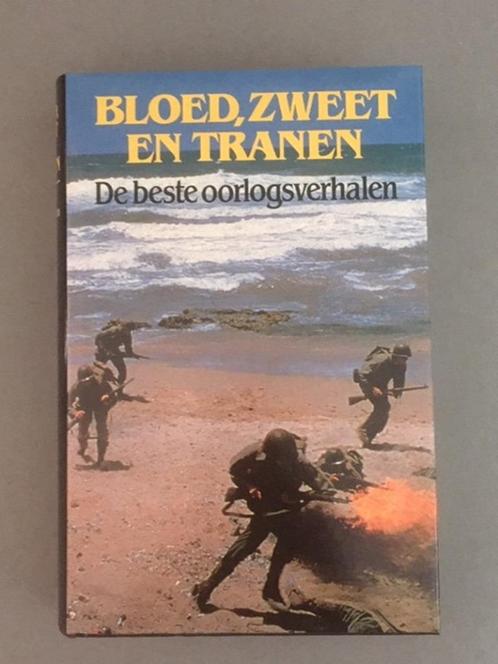 BLOED, ZWEET
EN TRANEN
De beste oorlogsverhalen